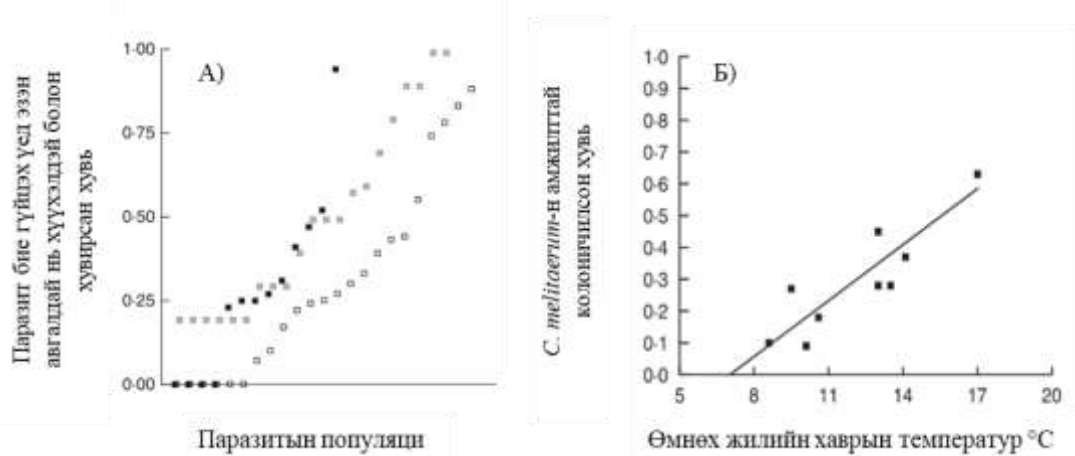 Паразит бие гүйцэх үед эзэн
авгалдай нь хүүхэлдэй болон
хувирсан хувь
1·00
0·75
0·50
0·25
0·00
А)
Паразитын популяци
C. melitaerum-н амжилттай
колоничилсон хувь
1·0
0·9
0·8
0·7
0·6
0·5
0·4
0·3
0·2
0·1
0·0
Б)
5 8 11 14 17 20
Өмнөх жилийн хаврын температур °C